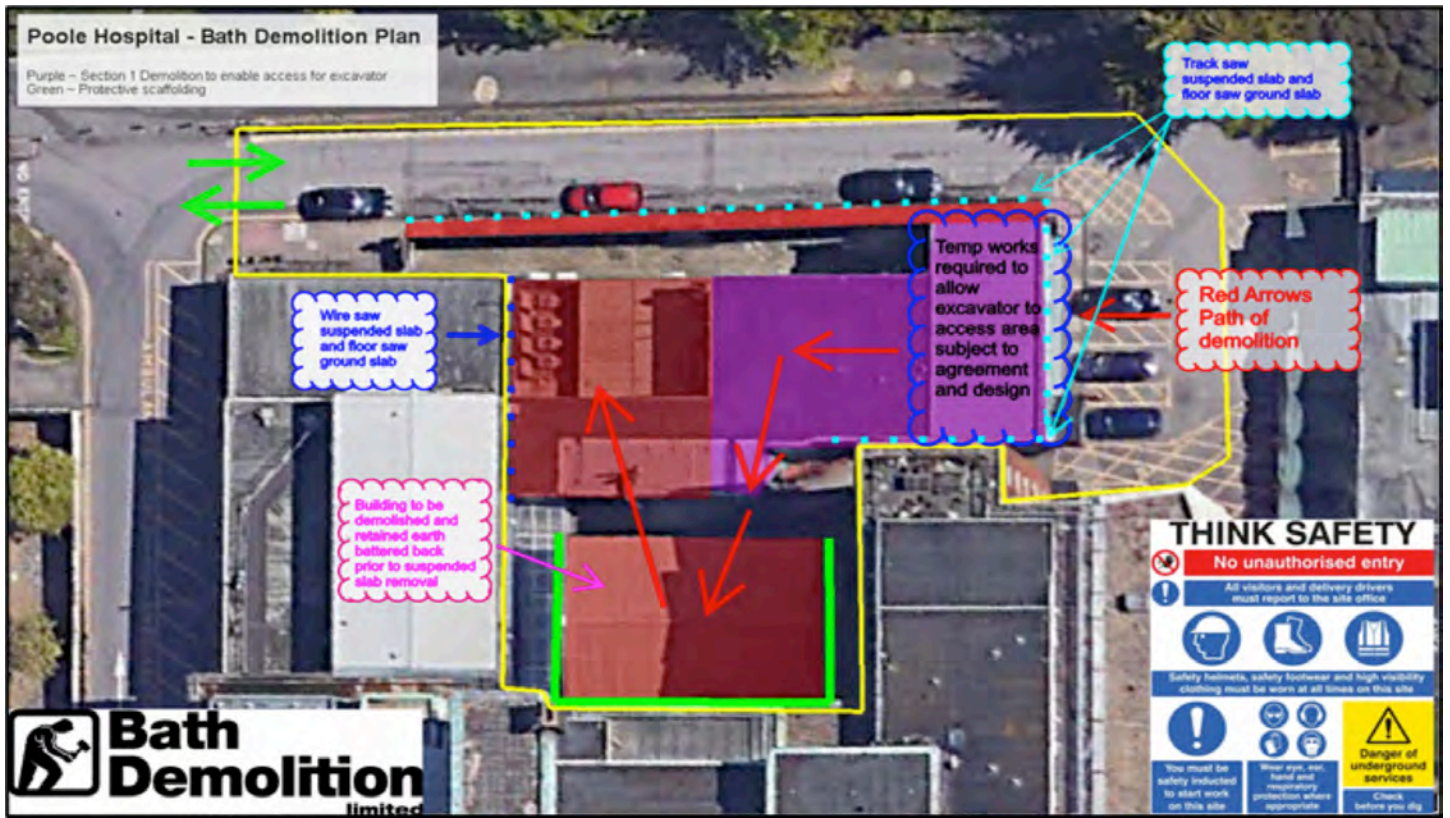 Poole Hospital - Bath Demolition Plan
Purple – Section 1 Demolition to enable access for excavator
Green – Protective scaffolding
Track saw
suspended slab and
floor saw ground slab
Temp works
required to
allow
excavator to
access area
subject to
agreement
and design
Wire saw
suspended slab
and floor saw
ground slab
Red Arrows
Path of
demolition
Building to be
demolished and
retained earth
battered back
prior to suspended
slab removal
THINK SAFETY
No unauthorised entry
All visitors and delivery drivers
must report to the site office
Safety helmets, safety footwear and high visibility
clothing must be worn at all times on this site
You must be
safety inducted
to start work
on this site
Wear eye, ear,
hand and
respiratory
protection where
appropriate
Danger of
underground
services
Check
before you dig
Bath
Demolition
limited